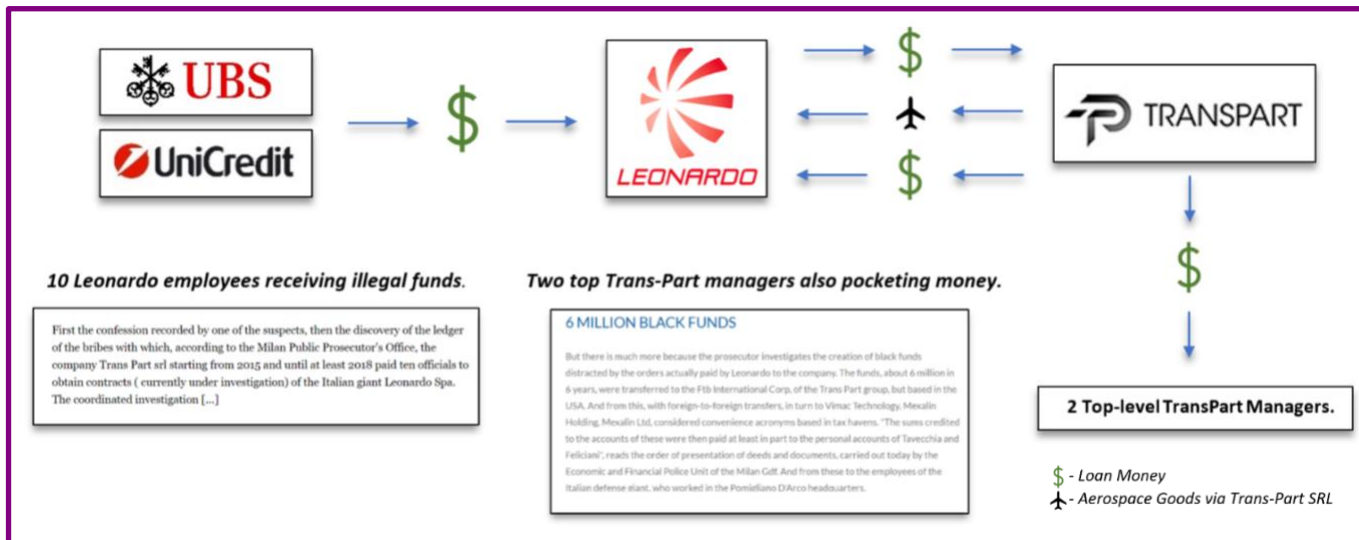 UBS
UniCredit
LEONARDO
TRANSPART
10 Leonardo employees receiving illegal funds.
First the confession recorded by one of the suspects, then the discovery of the ledger
of the bribes with which, according to the Milan Public Prosecutor's Office, the
company Trans Part srl starting from 2015 and until at least 2018 paid ten officials to
obtain contracts ( currently under investigation) of the Italian giant Leonardo Spa.
The coordinated investigation [...]
Two top Trans-Part managers also pocketing money.
6 MILLION BLACK FUNDS
But there is much more because the prosecutor investigates the creation of black funds
distracted by the orders actually paid by Leonardo to the company. The funds, about 6 million in
6 years, were transferred to the Ftb International Corp, of the Trans Part group, but based in the
USA. And from this, with foreign-to-foreign transfers, in turn to Vimac Technology, Mexalin
Holding, Mexalin Ltd, considered convenience acronyms based in tax havens. "The sums credited
to the accounts of these were then paid at least in part to the personal accounts of Tavecchia and
Feliciani", reads the order of presentation of deeds and documents, carried out today by the
Economic and Financial Police Unit of the Milan Gdf. And from these to the employees of the
Italian defense giant, who worked in the Pomigliano D'Arco headquarters.
2 Top-level TransPart Managers.
$ - Loan Money
- Aerospace Goods via Trans-Part SRL